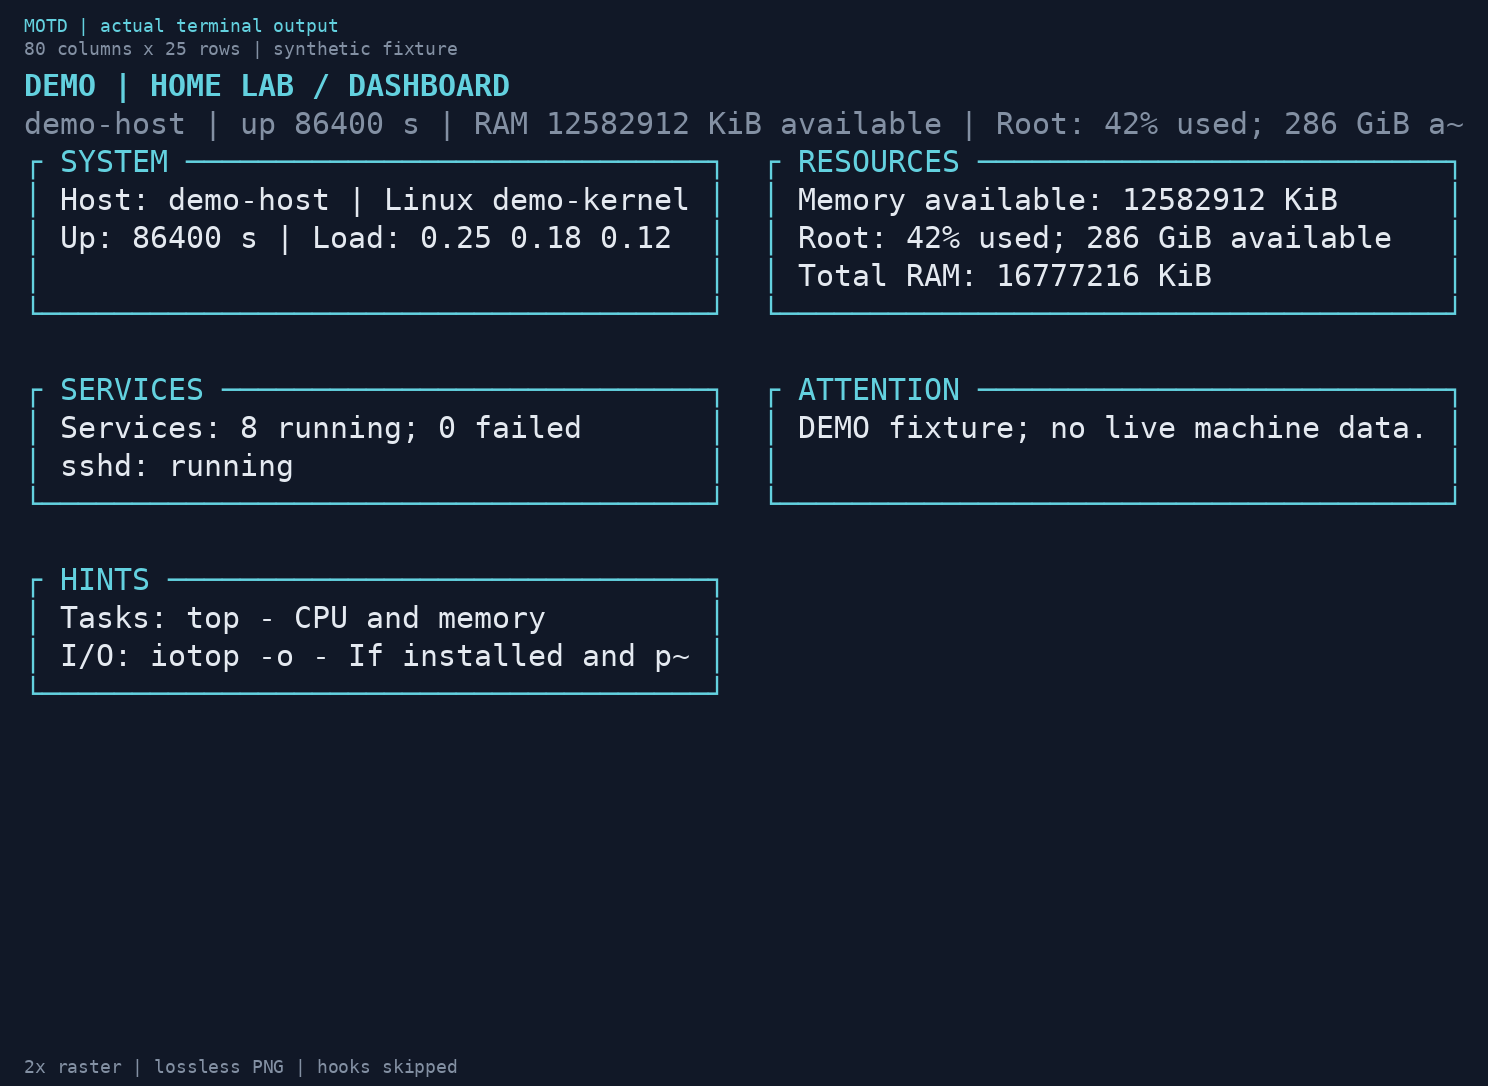 MOTD | actual terminal output
80 columns x 25 rows | synthetic fixture
DEMO | HOME LAB / DASHBOARD
demo-host | up 86400 s | RAM 12582912 KiB available | Root: 42% used; 286 GiB a~
SYSTEM
Host: demo-host | Linux demo-kernel
Up: 86400 s | Load: 0.25 0.18 0.12
RESOURCES
Memory available: 12582912 KiB
Root: 42% used; 286 GiB available
Total RAM: 16777216 KiB
SERVICES
Services: 8 running; 0 failed
sshd: running
ATTENTION
DEMO fixture; no live machine data.
HINTS
Tasks: top - CPU and memory
I/O: iotop -o - If installed and p~
2x raster | lossless PNG | hooks skipped